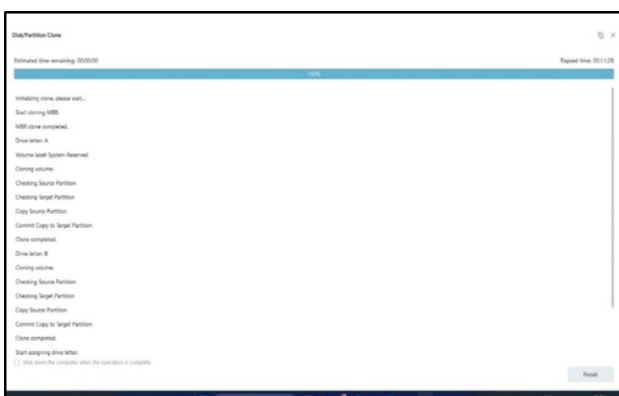 Disk/Partition Clone
Estimated time remaining: 00:00:00
Elapsed time: 00:11:28
100%
Initializing clone, please wait...
Start cloning MBR.
MBR clone completed.
Drive letter: A
Volume label: System Reserved
Cloning volume.
Checking Source Partition
Checking Target Partition
Copy Source Partition
Commit Copy to Target Partition
Clone completed.
Drive letter: B
Cloning volume.
Checking Source Partition
Checking Target Partition
Copy Source Partition
Commit Copy to Target Partition
Clone completed.
Start assigning drive letter.
Shut down the computer when the operation is complete.
Finish